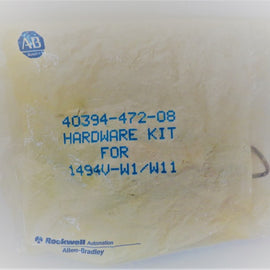 AB
40394-472-08
HARDWARE KIT
FOR
1494V-W1/W11
Rockwell Automation
Allen-Bradley